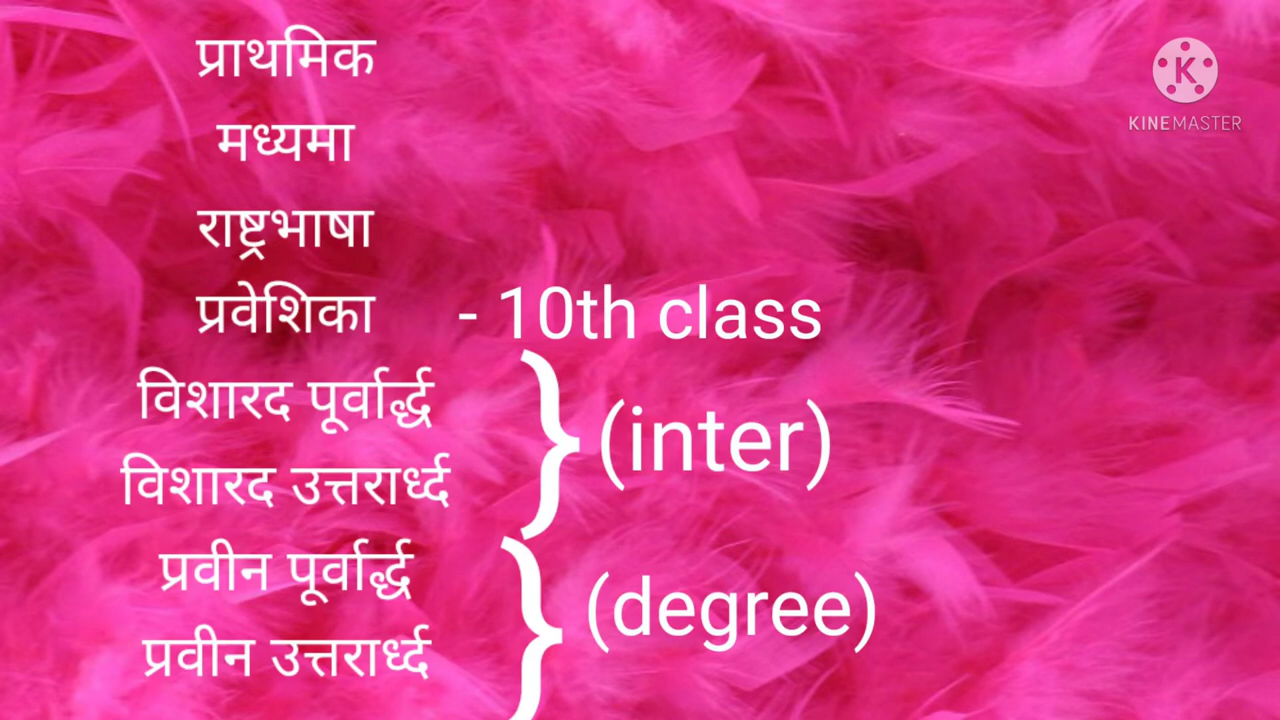 प्राथमिक
मध्यमा
राष्ट्रभाषा
प्रवेशिका - 10th class
विशारद पूर्वार्द्ध
(inter)
विशारद उत्तरार्ध्द
प्रवीन पूर्वार्द्ध
(degree)
प्रवीन उत्तरार्ध्द
K
KINEMASTER